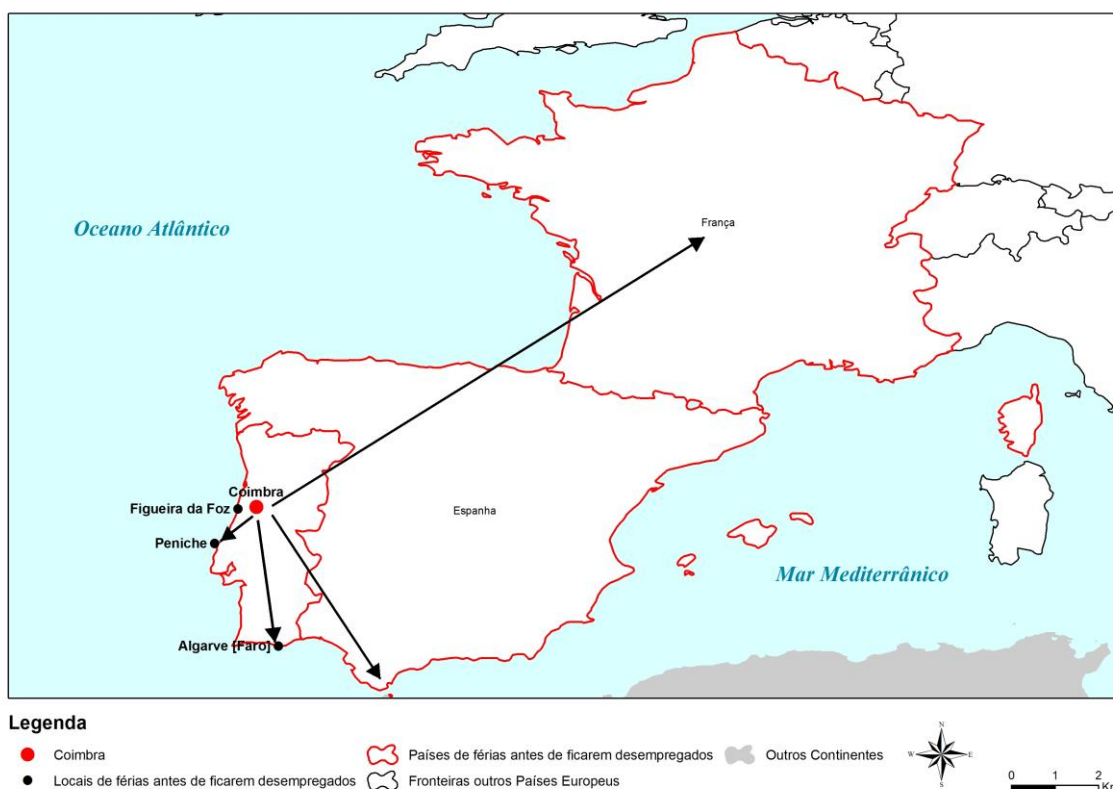 França
Oceano Atlântico
Coimbra
Figueira da Foz
Espanha
Peniche
Mar Mediterrânico
Algarve [Faro]
Legenda
Coimbra
Locais de férias antes de ficarem desempregados
Países de férias antes de ficarem desempregados
Fronteiras outros Países Europeus
Outros Continentes
N
W E
S
0 1 2